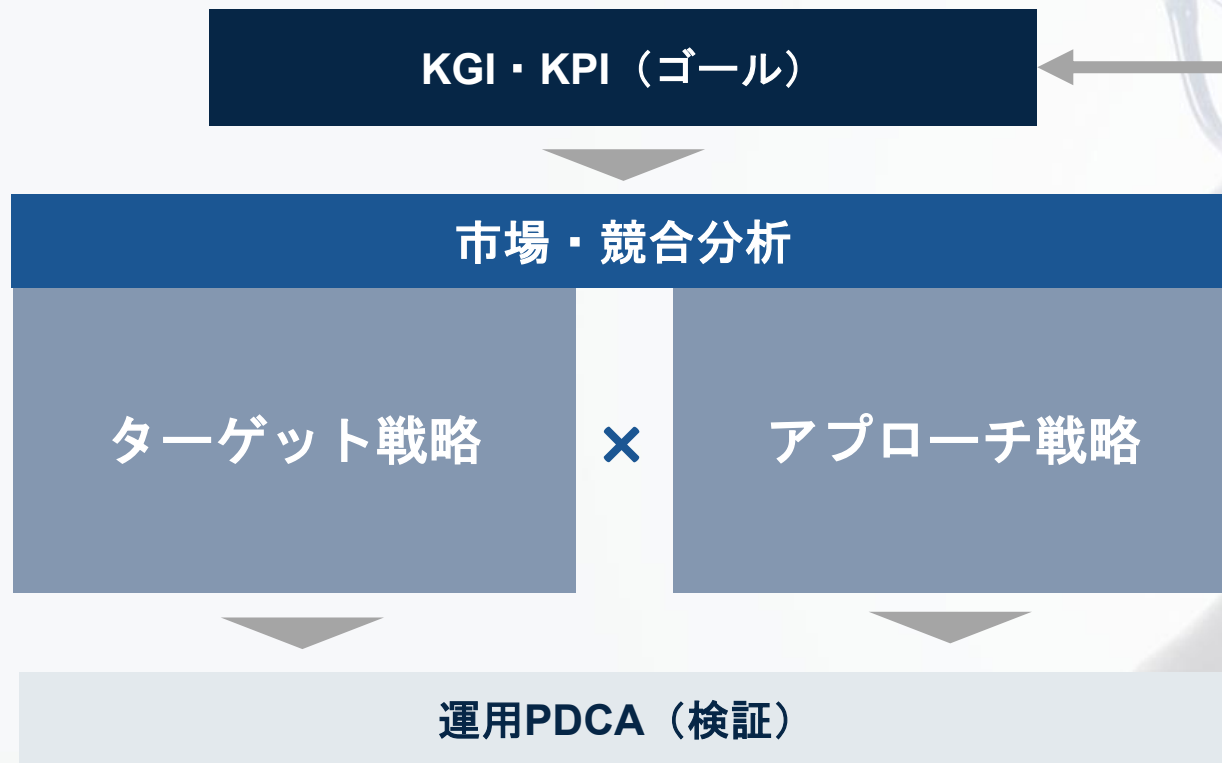 KGI・KPI（ゴール）
市場・競合分析
ターゲット戦略
×
アプローチ戦略
運用PDCA（検証）